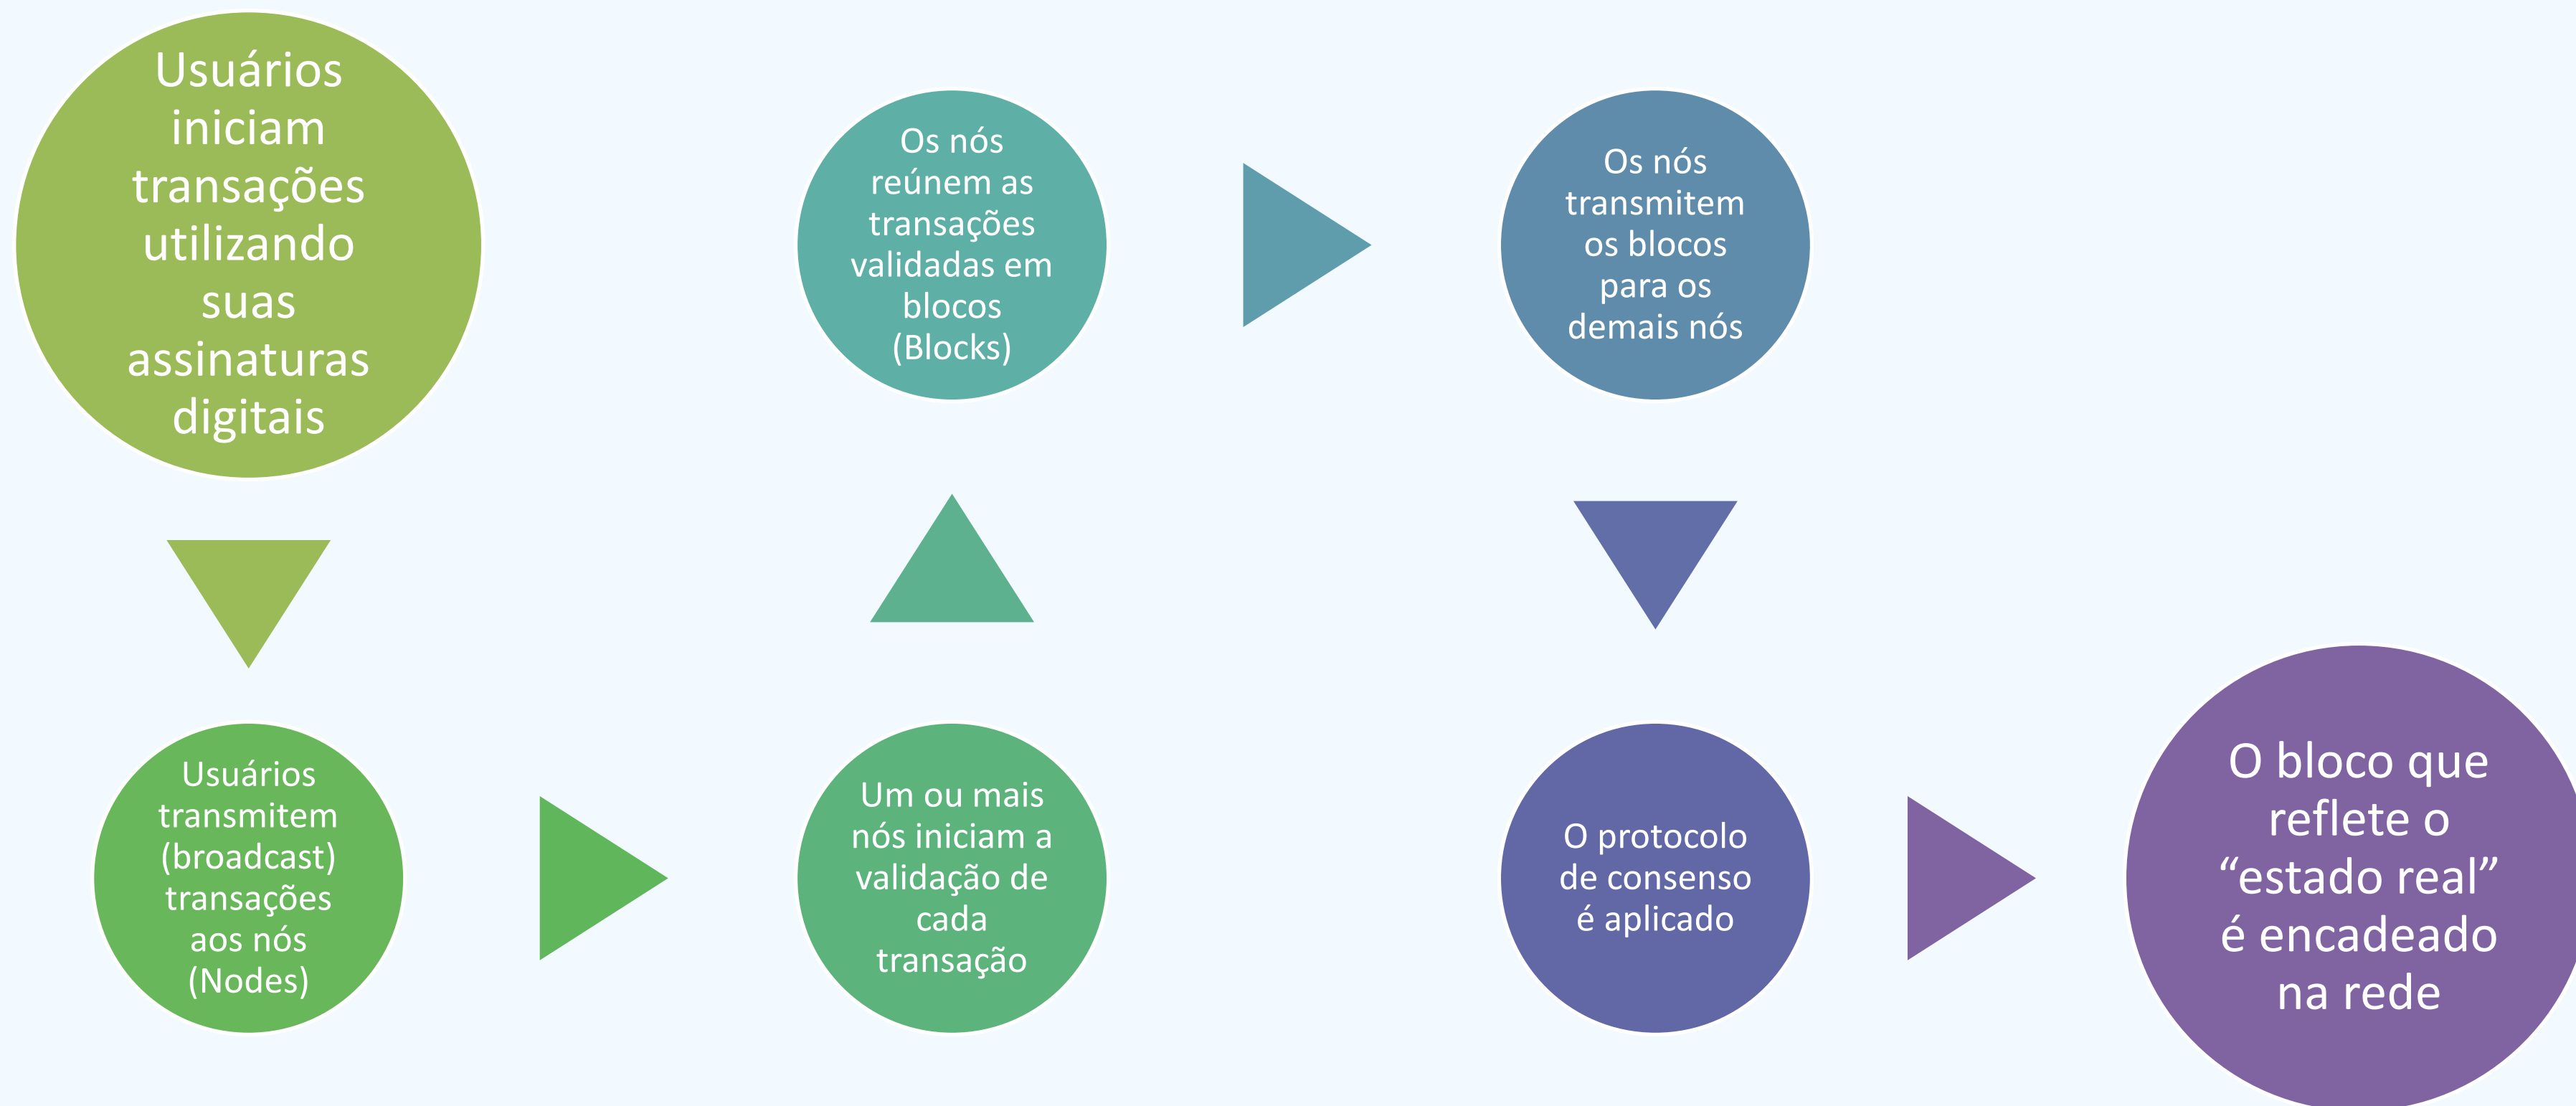 Usuários
iniciam
transações
utilizando
suas
assinaturas
digitais
Usuários
transmitem
(broadcast)
transações
aos nós
(Nodes)
Um ou mais
nós iniciam a
validação de
cada
transação
Os nós
reúnem as
transações
validadas em
blocos
(Blocks)
Os nós
transmitem
os blocos
para os
demais nós
O protocolo
de consenso
é aplicado
O bloco que
reflete o
“estado real”
é encadeado
na rede